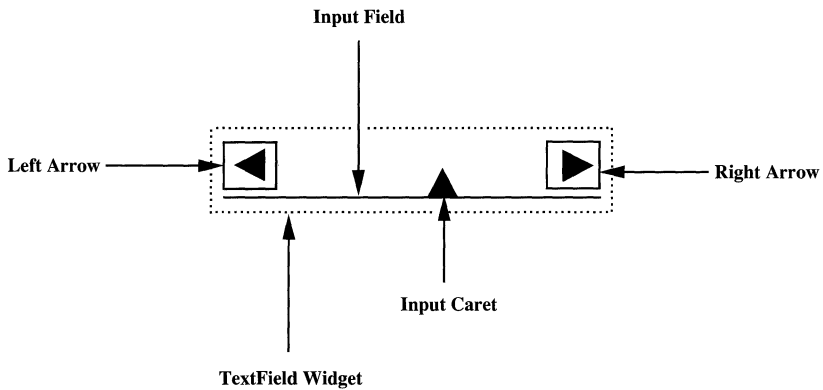 Input Field
Left Arrow
Right Arrow
Input Caret
TextField Widget